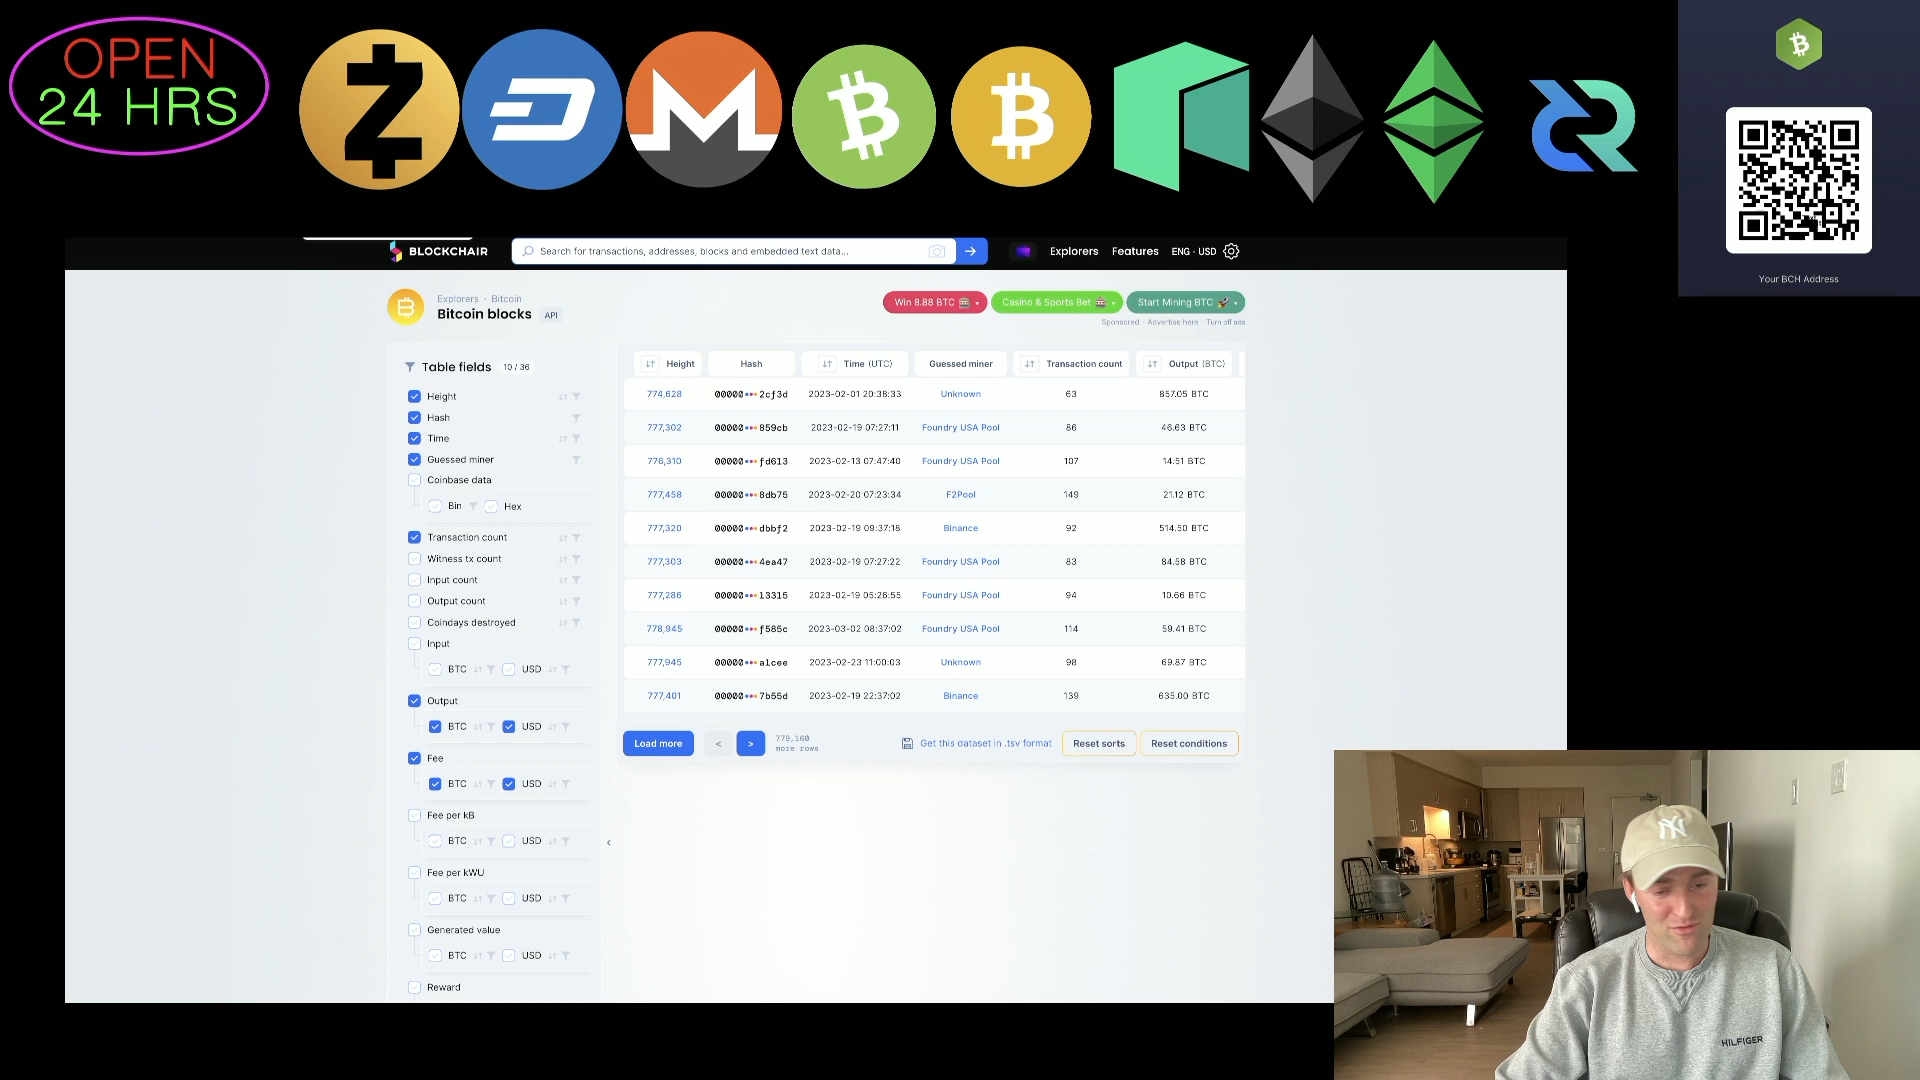 OPEN
24 HRS
Your BCH Address
BLOCKCHAIR
Search for transactions, addresses, blocks and embedded text data...
Explorers
Features
ENG · USD
Explorers · Bitcoin
Bitcoin blocks
API
Win 8.88 BTC
Casino & Sports Bet
Start Mining BTC
Sponsored · Advertise here · Turn off ads
Table fields 10 / 36
Height
Hash
Time
Guessed miner
Coinbase data
Bin Hex
Transaction count
Witness tx count
Input count
Output count
Coindays destroyed
Input
BTC USD
Output
BTC USD
Fee
BTC USD
Fee per kB
BTC USD
Fee per kWU
BTC USD
Generated value
BTC USD
Reward
Height Hash Time (UTC) Guessed miner Transaction count Output (BTC)
774,628 00000•••2cf3d 2023-02-01 20:38:33 Unknown 63 857.05 BTC
777,302 00000•••859cb 2023-02-19 07:27:11 Foundry USA Pool 86 46.63 BTC
776,310 00000•••fd613 2023-02-13 07:47:40 Foundry USA Pool 107 14.51 BTC
777,458 00000•••8db75 2023-02-20 07:23:34 F2Pool 149 21.12 BTC
777,320 00000•••dbbf2 2023-02-19 09:37:18 Binance 92 514.50 BTC
777,303 00000•••4ea47 2023-02-19 07:27:22 Foundry USA Pool 83 84.58 BTC
777,286 00000•••13315 2023-02-19 05:26:55 Foundry USA Pool 94 10.66 BTC
778,945 00000•••f585c 2023-03-02 08:37:02 Foundry USA Pool 114 59.41 BTC
777,945 00000•••a1cee 2023-02-23 11:00:03 Unknown 98 69.87 BTC
777,401 00000•••7b55d 2023-02-19 22:37:02 Binance 139 635.00 BTC
Load more
<
>
779,160
more rows
Get this dataset in .tsv format
Reset sorts
Reset conditions
NY
HILFIGER